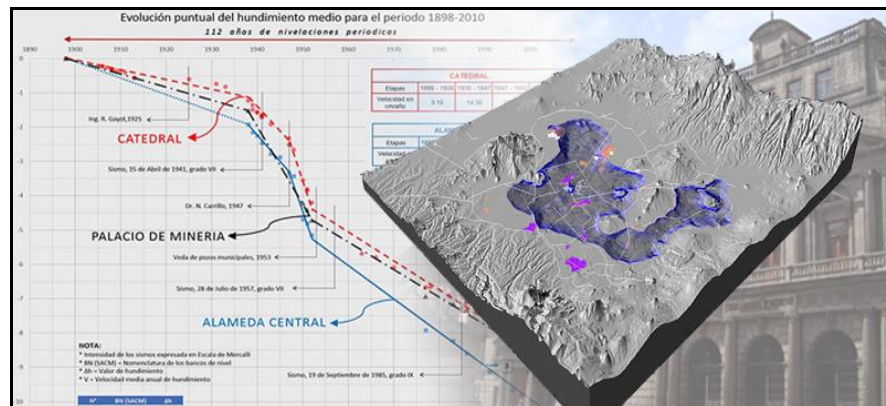 Evolución puntual del hundimiento medio para el periodo 1898-2010
112 años de nivelaciones periodicas
1890 1900 1910 1920 1930 1940 1950 1960 1970 1980 1990
0
-1
-2
-3
-4
-5
-6
-7
-8
-9
-10
CATEDRAL
Etapas
Velocidad en cm/año
Etapas
Ing. R. Gayol,1925
CATEDRAL
Sismo, 15 de Abril de 1941, grado VII
Dr. N. Carrillo, 1947
PALACIO DE MINERIA
Veda de pozos municipales, 1953
Sismo, 28 de Julio de 1957, grado VII
ALAMEDA CENTRAL
NOTA:
* Intensidad de los sismos expresada en Escala de Mercalli
* BN (SACM) = Nomenclatura de los bancos de nivel
* Δh = Valor de hundimiento
* V = Velocidad media anual de hundimiento
Sismo, 19 de Septiembre de 1985, grado IX
N° BN (SACM) Δh